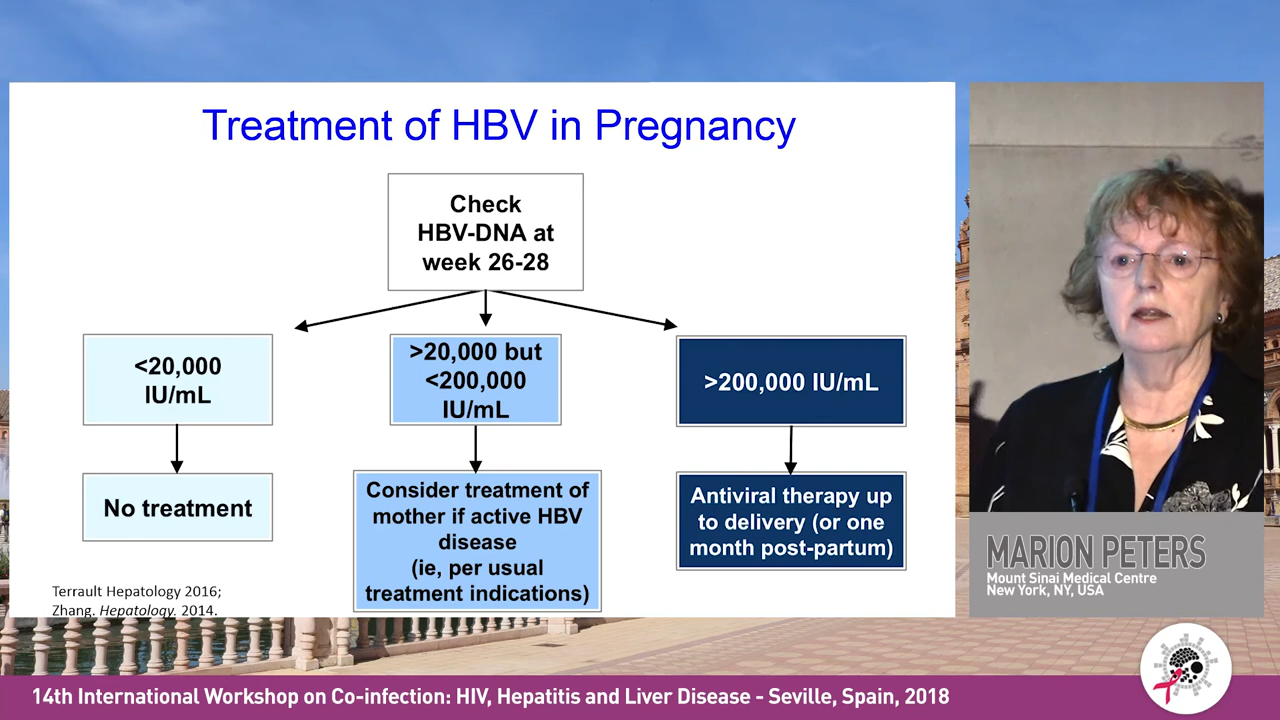 Treatment of HBV in Pregnancy
Check
HBV-DNA at
week 26-28
<20,000
IU/mL
>20,000 but
<200,000
IU/mL
>200,000 IU/mL
No treatment
Consider treatment of
mother if active HBV
disease
(ie, per usual
treatment indications)
Antiviral therapy up
to delivery (or one
month post-partum)
Terrault Hepatology 2016;
Zhang. Hepatology. 2014.
MARION PETERS
Mount Sinai Medical Centre
New York, NY, USA
14th International Workshop on Co-infection: HIV, Hepatitis and Liver Disease - Seville, Spain, 2018